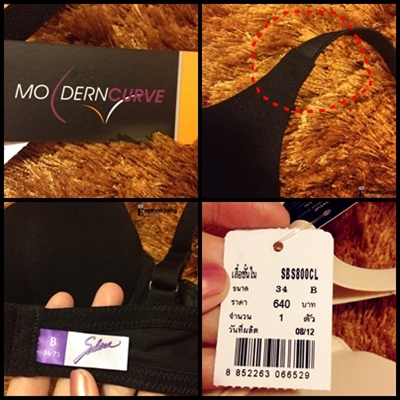 MODERNCURVE
B
34/75
Sabina
เสื้อชั้นใน SBS800CL
ขนาด 34 B
ราคา 640 บาท
จำนวน 1 ตัว
วันที่ผลิต 08/12
8 852263 066529